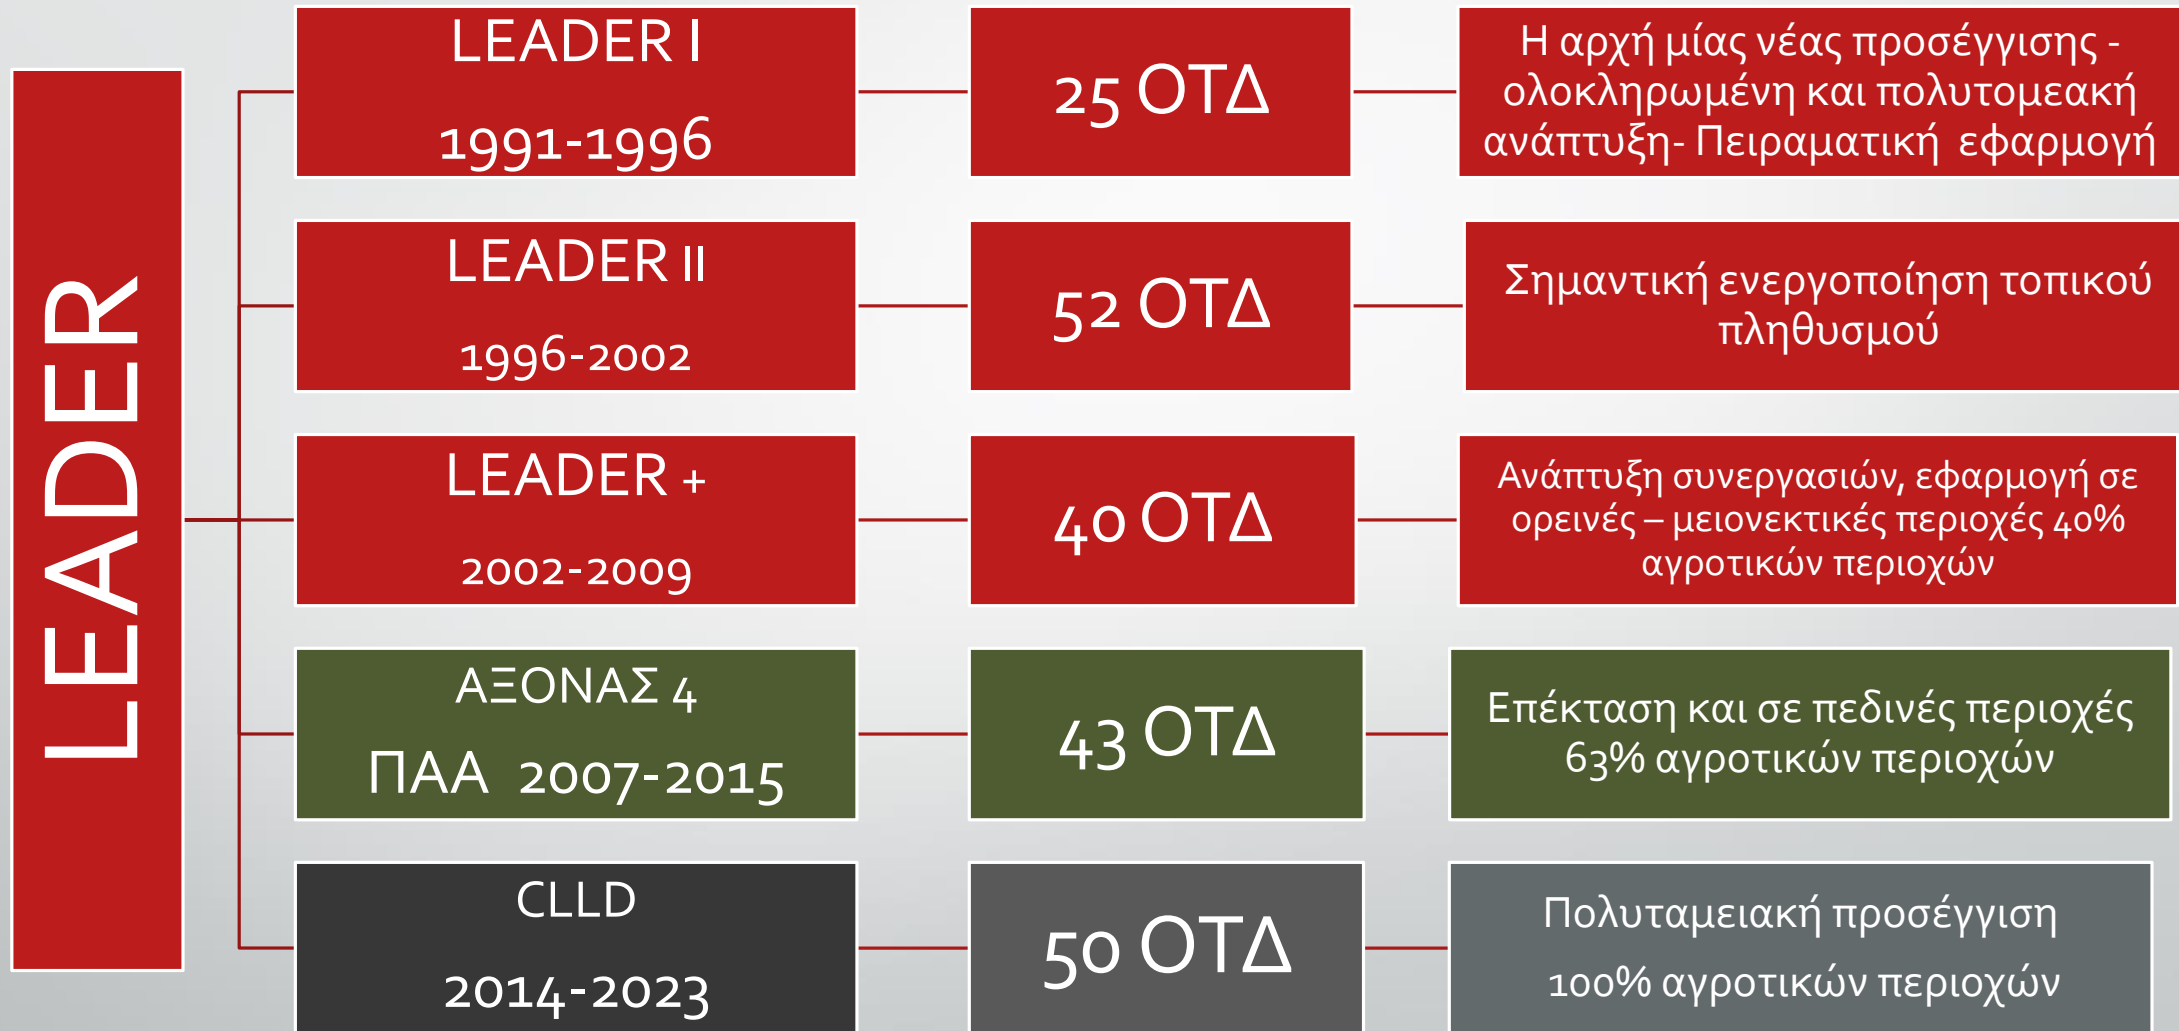 LEADER
LEADER I
1991-1996
25 ΟΤΔ
Η αρχή μίας νέας προσέγγισης -
ολοκληρωμένη και πολυτομεακή
ανάπτυξη- Πειραματική εφαρμογή
LEADER II
1996-2002
52 ΟΤΔ
Σημαντική ενεργοποίηση τοπικού
πληθυσμού
LEADER +
2002-2009
40 ΟΤΔ
Ανάπτυξη συνεργασιών, εφαρμογή σε
ορεινές – μειονεκτικές περιοχές 40%
αγροτικών περιοχών
ΑΞΟΝΑΣ 4
ΠΑΑ 2007-2015
43 ΟΤΔ
Επέκταση και σε πεδινές περιοχές
63% αγροτικών περιοχών
CLLD
2014-2023
50 ΟΤΔ
Πολυταμειακή προσέγγιση
100% αγροτικών περιοχών